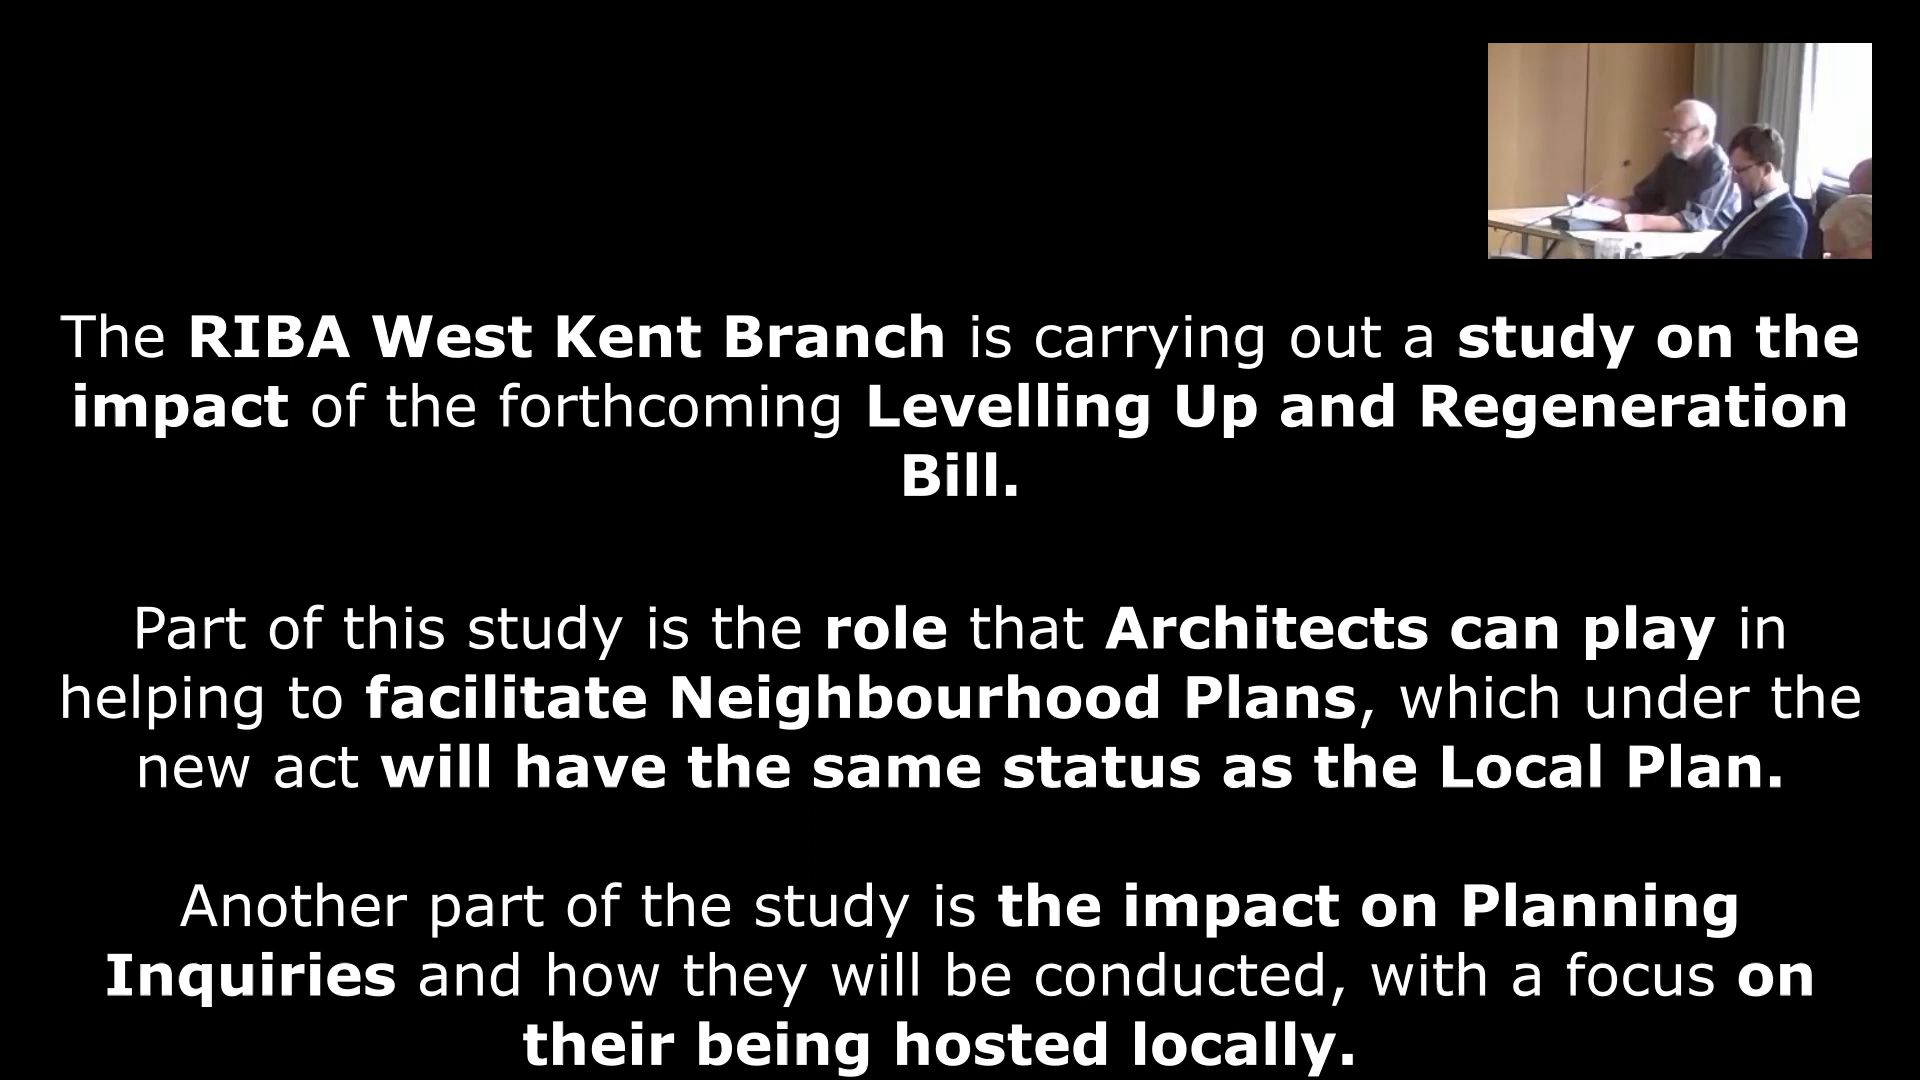 The RIBA West Kent Branch is carrying out a study on the
impact of the forthcoming Levelling Up and Regeneration
Bill.
Part of this study is the role that Architects can play in
helping to facilitate Neighbourhood Plans, which under the
new act will have the same status as the Local Plan.
Another part of the study is the impact on Planning
Inquiries and how they will be conducted, with a focus on
their being hosted locally.